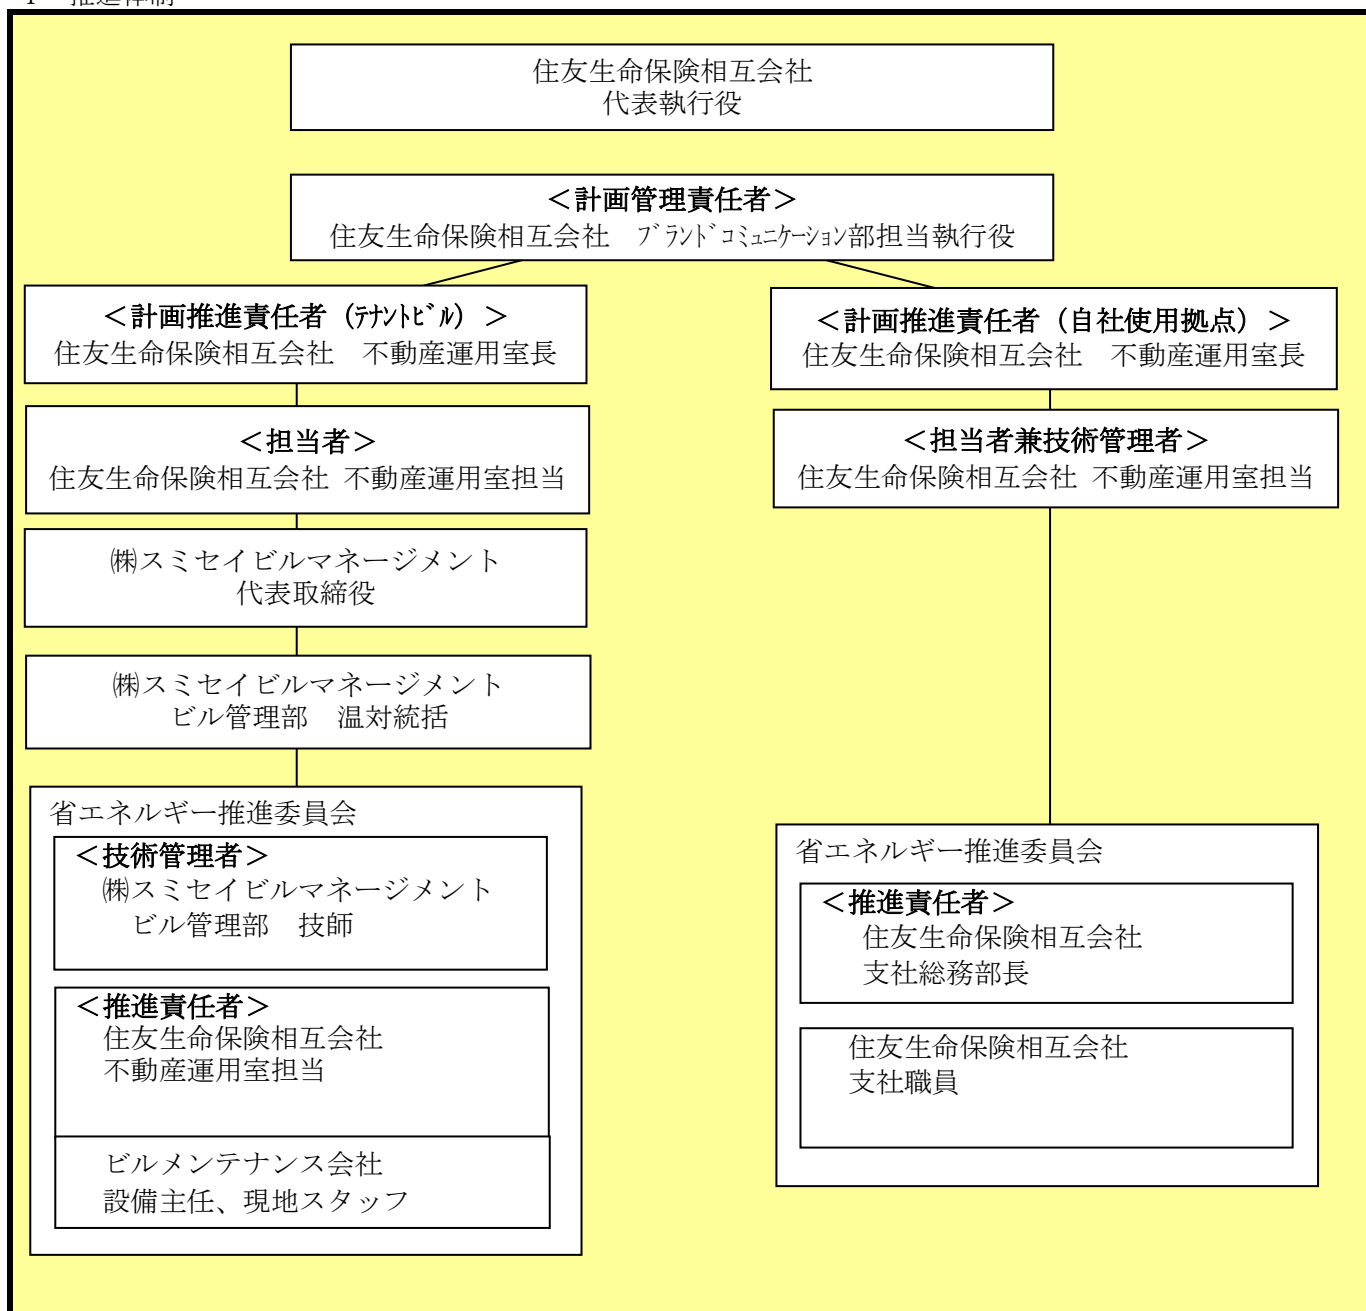 住友生命保険相互会社
代表執行役
＜計画管理責任者＞
住友生命保険相互会社　ﾌﾞﾗﾝﾄﾞｺﾐｭﾆｹｰｼｮﾝ部担当執行役
＜計画推進責任者（ﾃﾅﾝﾄﾋﾞﾙ）＞
住友生命保険相互会社　不動産運用室長
＜担当者＞
住友生命保険相互会社 不動産運用室担当
㈱スミセイビルマネージメント
代表取締役
㈱スミセイビルマネージメント
ビル管理部　温対統括
省エネルギー推進委員会
＜技術管理者＞
㈱スミセイビルマネージメント
ビル管理部　技師
＜推進責任者＞
住友生命保険相互会社
不動産運用室担当
ビルメンテナンス会社
設備主任、現地スタッフ
＜計画推進責任者（自社使用拠点）＞
住友生命保険相互会社　不動産運用室長
＜担当者兼技術管理者＞
住友生命保険相互会社 不動産運用室担当
省エネルギー推進委員会
＜推進責任者＞
住友生命保険相互会社
支社総務部長
住友生命保険相互会社
支社職員